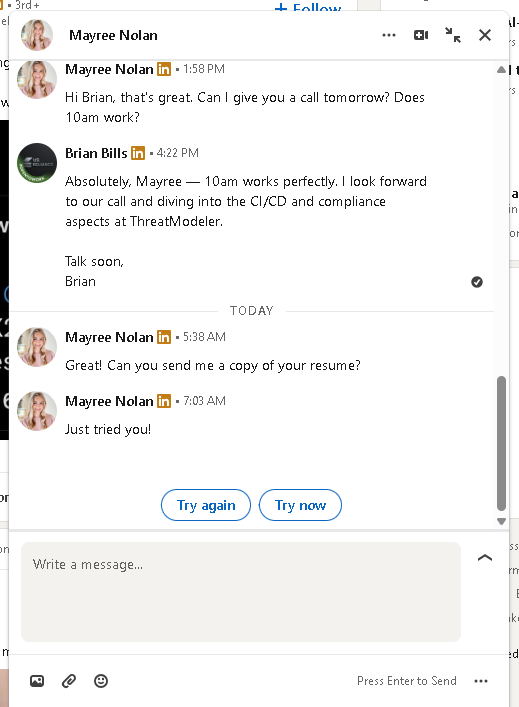 3rd+
+ Follow
Mayree Nolan
Mayree Nolan in • 1:58 PM
Hi Brian, that's great. Can I give you a call tomorrow? Does
10am work?
Brian Bills in • 4:22 PM
Absolutely, Mayree — 10am works perfectly. I look forward
to our call and diving into the CI/CD and compliance
aspects at ThreatModeler.
Talk soon,
Brian
TODAY
Mayree Nolan in • 5:38 AM
Great! Can you send me a copy of your resume?
Mayree Nolan in • 7:03 AM
Just tried you!
Try again
Try now
Write a message...
Press Enter to Send